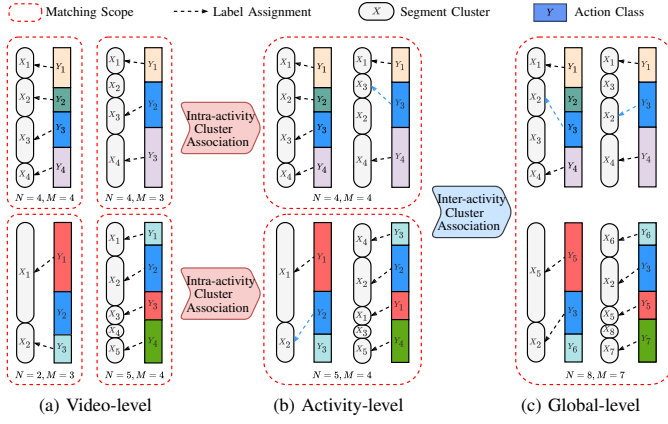 Matching Scope
Label Assignment
X Segment Cluster
Y Action Class
X₁ X₂ X₃ X₄
Y₁ Y₂ Y₃ Y₄
N = 4, M = 4
X₁ X₂ X₃ X₄
Y₁ Y₂ Y₃
N = 4, M = 3
Intra-activity
Cluster
Association
X₁ X₂ X₃ X₄
Y₁ Y₂ Y₃ Y₄
X₁ X₃ X₂ X₄
Y₁ Y₃ Y₄
N = 4, M = 4
Inter-activity
Cluster
Association
X₁ X₂ X₃ X₄
Y₁ Y₂ Y₃ Y₄
X₁ X₃ X₂ X₄
Y₁ Y₃ Y₄
X₁ X₂
Y₁ Y₂ Y₃
N = 2, M = 3
X₁ X₂ X₃ X₄ X₅
Y₁ Y₂ Y₃ Y₄
N = 5, M = 4
Intra-activity
Cluster
Association
X₁ X₂
Y₁ Y₂ Y₃
X₄ X₂ X₁ X₃ X₅
Y₃ Y₂ Y₁ Y₄
N = 5, M = 4
X₅ X₂
Y₅ Y₃ Y₆
X₆ X₂ X₅ X₈ X₇
Y₆ Y₃ Y₅ Y₇
N = 8, M = 7
(a) Video-level
(b) Activity-level
(c) Global-level